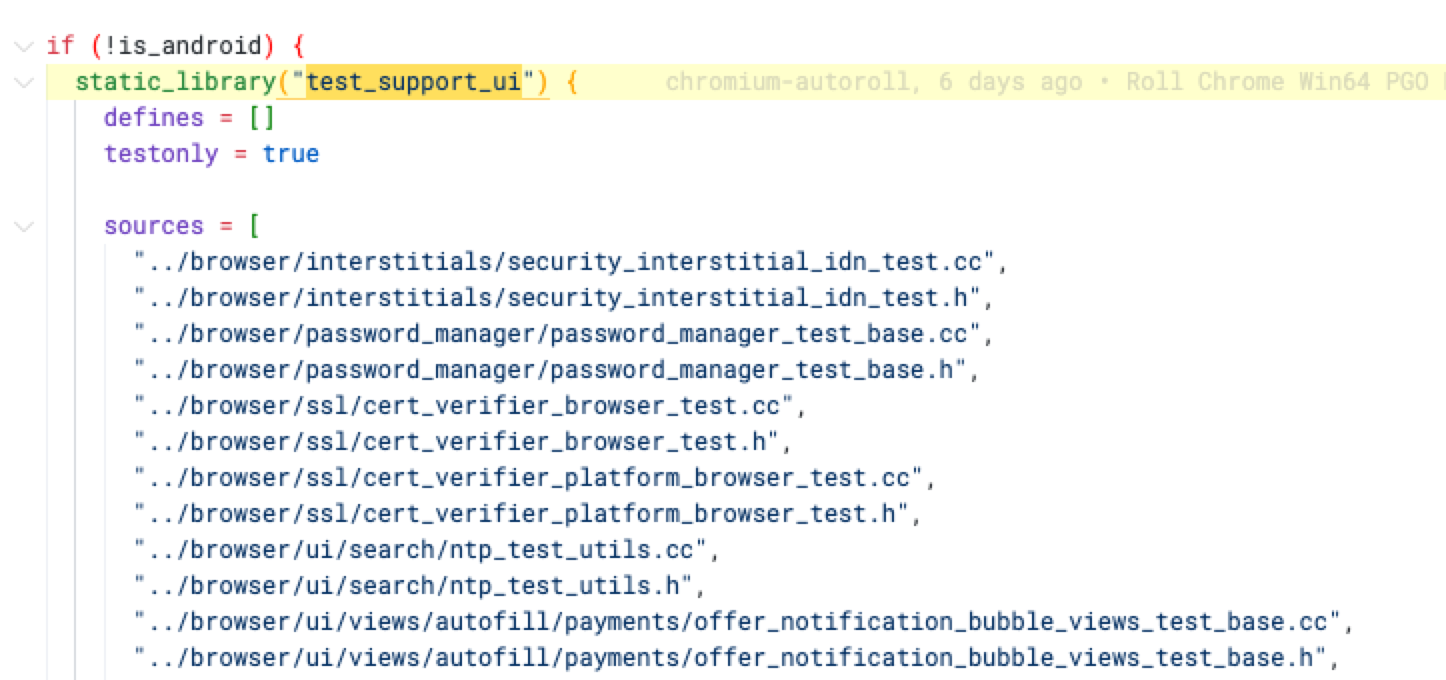 if (!is_android) {
static_library("test_support_ui") { chromium-autoroll, 6 days ago • Roll Chrome Win64 PGO
defines = []
testonly = true
sources = [
"../browser/interstitials/security_interstitial_idn_test.cc",
"../browser/interstitials/security_interstitial_idn_test.h",
"../browser/password_manager/password_manager_test_base.cc",
"../browser/password_manager/password_manager_test_base.h",
"../browser/ssl/cert_verifier_browser_test.cc",
"../browser/ssl/cert_verifier_browser_test.h",
"../browser/ssl/cert_verifier_platform_browser_test.cc",
"../browser/ssl/cert_verifier_platform_browser_test.h",
"../browser/ui/search/ntp_test_utils.cc",
"../browser/ui/search/ntp_test_utils.h",
"../browser/ui/views/autofill/payments/offer_notification_bubble_views_test_base.cc",
"../browser/ui/views/autofill/payments/offer_notification_bubble_views_test_base.h",